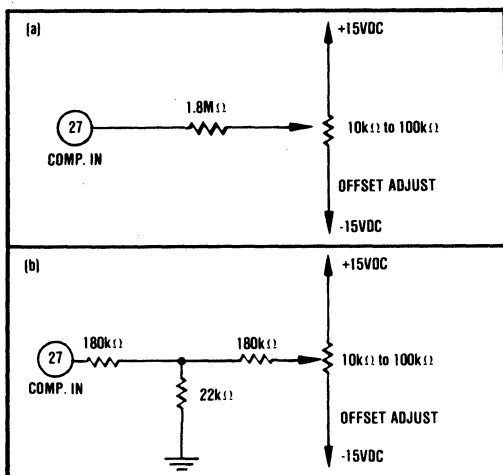 (a)
+15VDC
1.8MΩ
27
10kΩ to 100kΩ
COMP. IN
OFFSET ADJUST
-15VDC
(b)
+15VDC
180kΩ
180kΩ
27
10kΩ to 100kΩ
COMP. IN
22kΩ
OFFSET ADJUST
-15VDC